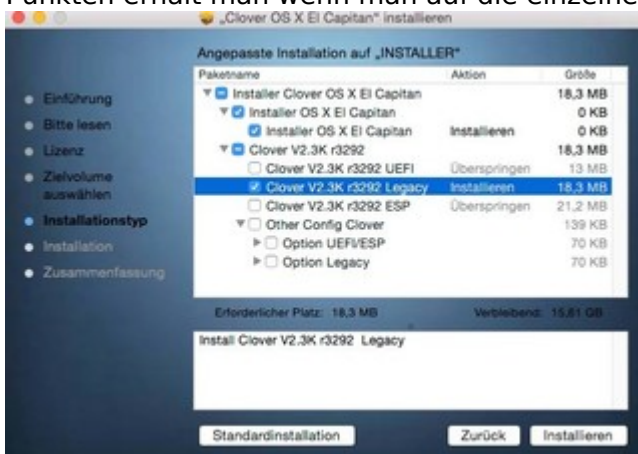 Punkten erhält man wenn man auf die einzelne
„Clover OS X El Capitan“ installieren
Angepasste Installation auf „INSTALLER“
Paketname Aktion Größe
Installer Clover OS X El Capitan 18,3 MB
Installer OS X El Capitan 0 KB
Installer OS X El Capitan Installieren 0 KB
Clover V2.3K r3292 18,3 MB
Clover V2.3K r3292 UEFI Überspringen 13 MB
Clover V2.3K r3292 Legacy Installieren 18,3 MB
Clover V2.3K r3292 ESP Überspringen 21,2 MB
Other Config Clover 139 KB
Option UEFI/ESP 70 KB
Option Legacy 70 KB
Einführung
Bitte lesen
Lizenz
Zielvolume
auswählen
Installationstyp
Installation
Zusammenfassung
Erforderlicher Platz: 18,3 MB Verbleibend: 15,61 GB
Install Clover V2.3K r3292 Legacy
Standardinstallation Zurück Installieren